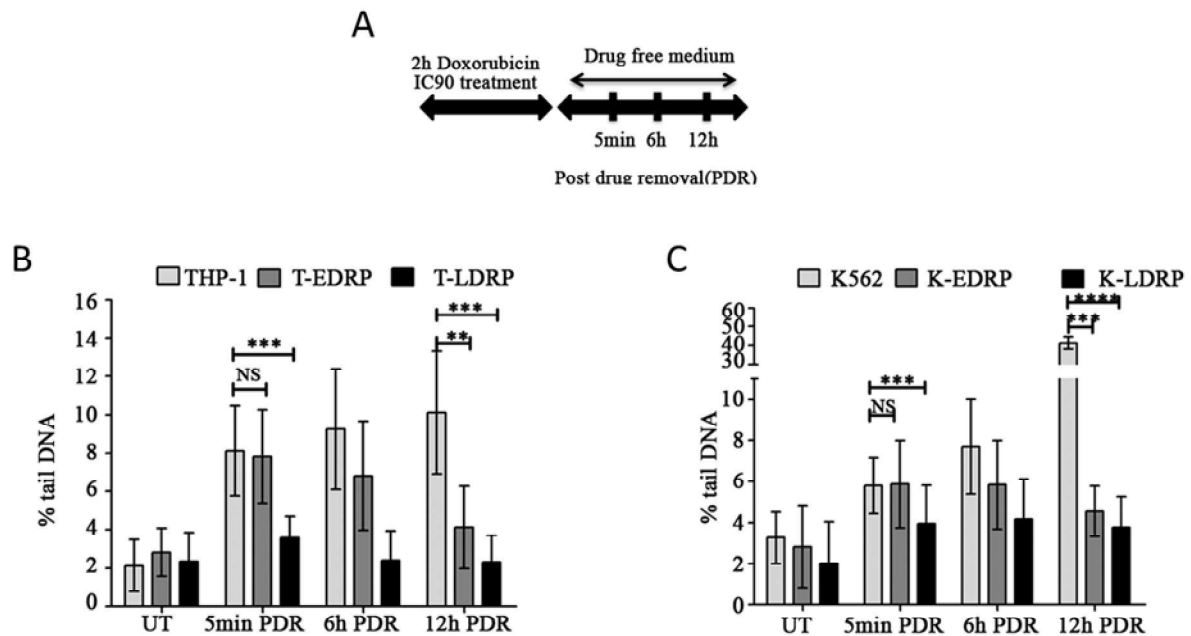 A
2h Doxorubicin
IC90 treatment
Drug free medium
5min 6h 12h
Post drug removal(PDR)
B
THP-1 T-EDRP T-LDRP
% tail DNA
16
14
12
10
8
6
4
2
0
***
NS
***
**
UT 5min PDR 6h PDR 12h PDR
C
K562 K-EDRP K-LDRP
% tail DNA
60
50
40
30
10
8
6
4
2
0
***
NS
****
***
UT 5min PDR 6h PDR 12h PDR